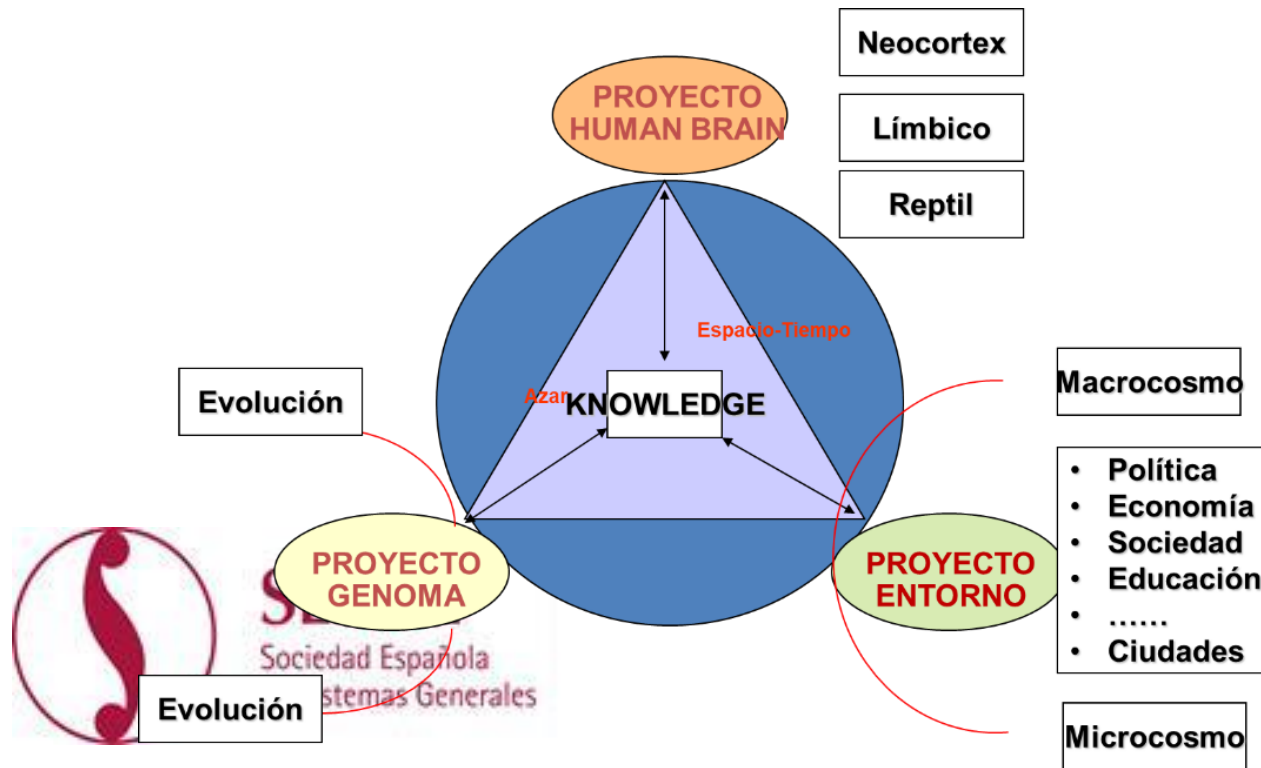 Neocortex
PROYECTO
HUMAN BRAIN
Límbico
Reptil
Espacio-Tiempo
Azar
KNOWLEDGE
Evolución
Macrocosmo
• Política
• Economía
• Sociedad
• Educación
• ……
• Ciudades
PROYECTO
GENOMA
PROYECTO
ENTORNO
Sociedad Española
stemas Generales
Evolución
Microcosmo